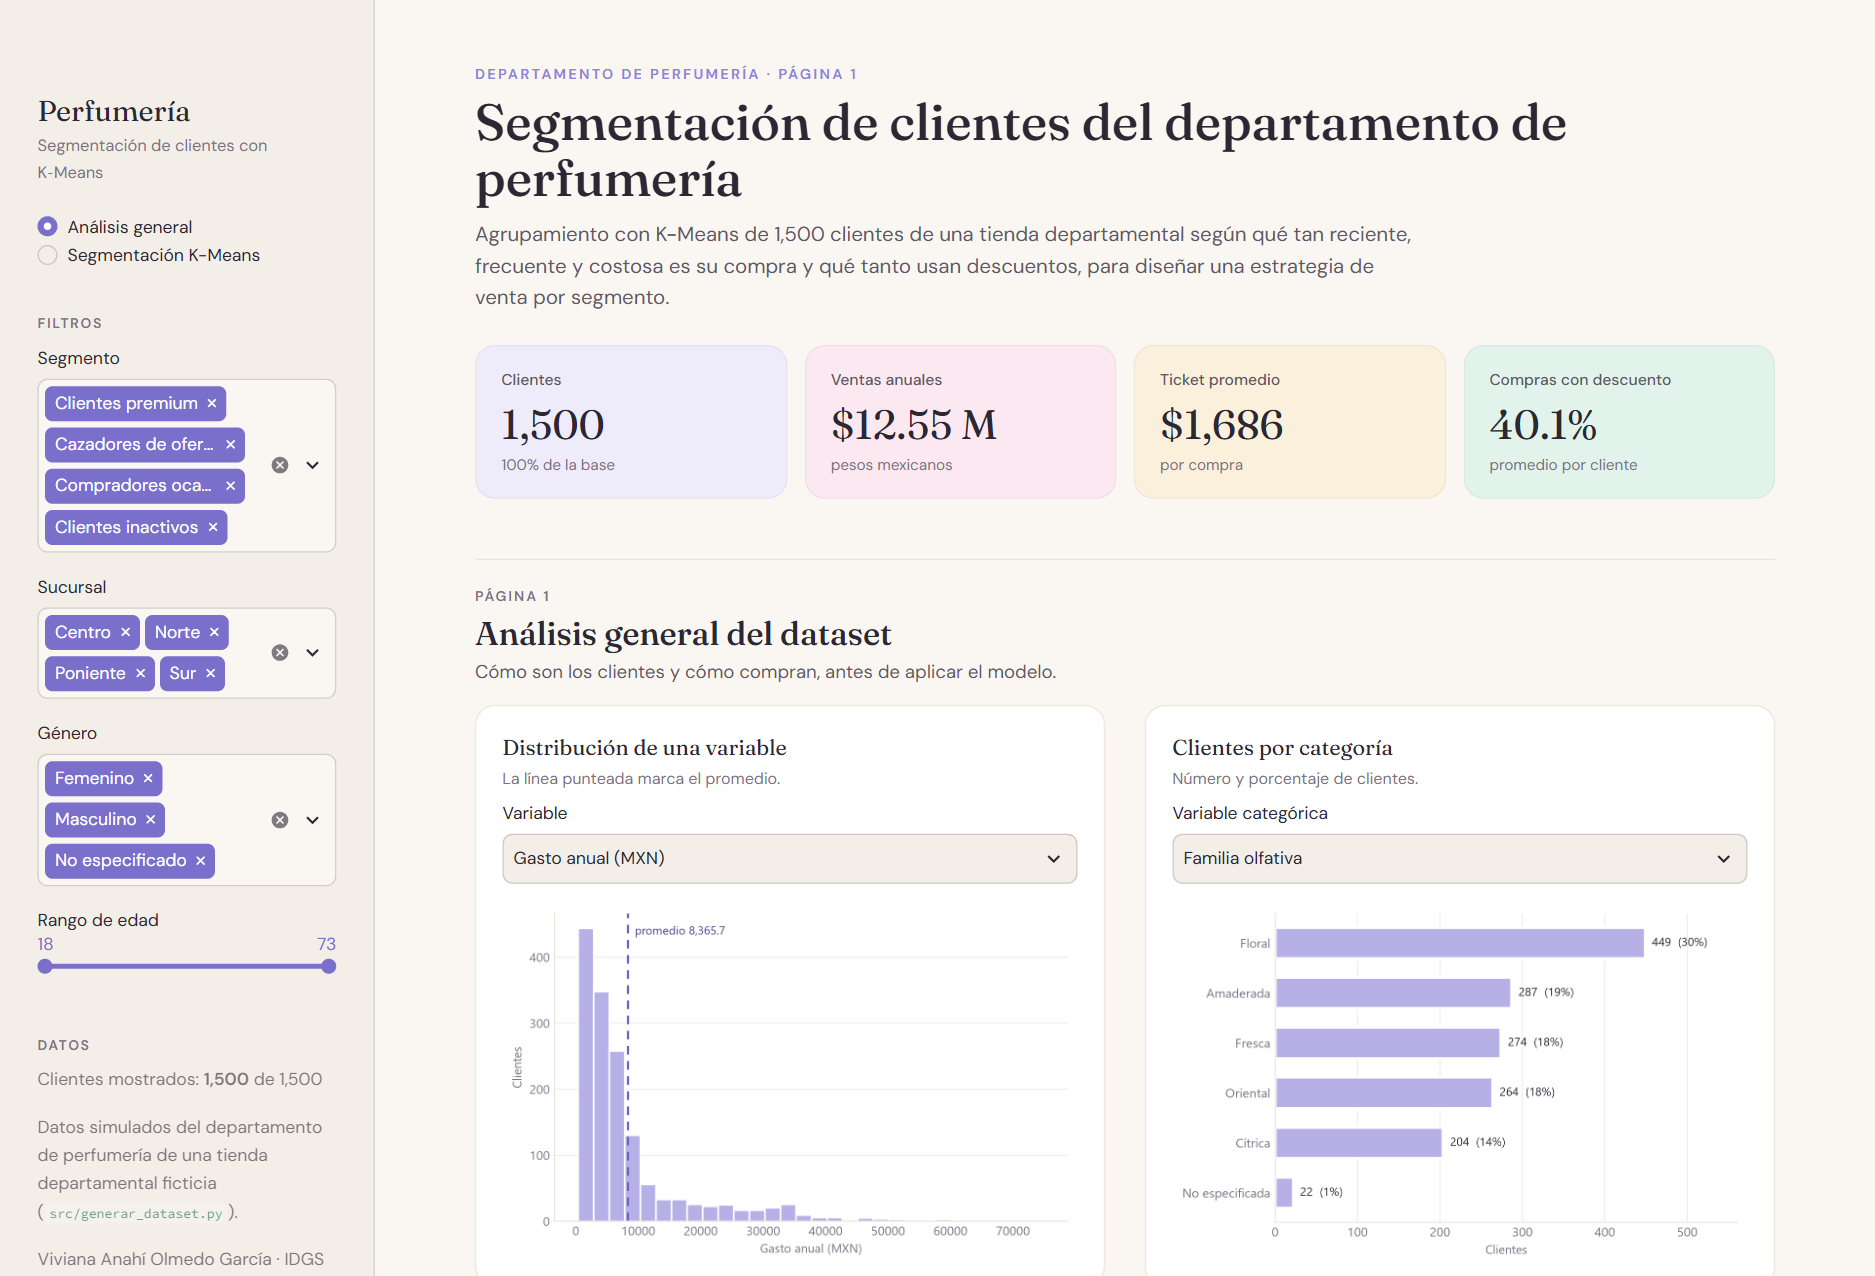 Perfumería
Segmentación de clientes con
K-Means
Análisis general
Segmentación K-Means
FILTROS
Segmento
Clientes premium
Cazadores de ofer...
Compradores oca...
Clientes inactivos
Sucursal
Centro Norte
Poniente Sur
Género
Femenino
Masculino
No especificado
Rango de edad
18 73
DATOS
Clientes mostrados: 1,500 de 1,500
Datos simulados del departamento
de perfumería de una tienda
departamental ficticia
( src/generar_dataset.py ).
Viviana Anahí Olmedo García · IDGS
DEPARTAMENTO DE PERFUMERÍA · PÁGINA 1
Segmentación de clientes del departamento de
perfumería
Agrupamiento con K-Means de 1,500 clientes de una tienda departamental según qué tan reciente,
frecuente y costosa es su compra y qué tanto usan descuentos, para diseñar una estrategia de
venta por segmento.
Clientes
1,500
100% de la base
Ventas anuales
$12.55 M
pesos mexicanos
Ticket promedio
$1,686
por compra
Compras con descuento
40.1%
promedio por cliente
PÁGINA 1
Análisis general del dataset
Cómo son los clientes y cómo compran, antes de aplicar el modelo.
Distribución de una variable
La línea punteada marca el promedio.
Variable
Gasto anual (MXN)
promedio 8,365.7
400
300
200
100
0
Clientes
0 10000 20000 30000 40000 50000 60000 70000
Gasto anual (MXN)
Clientes por categoría
Número y porcentaje de clientes.
Variable categórica
Familia olfativa
Floral 449 (30%)
Amaderada 287 (19%)
Fresca 274 (18%)
Oriental 264 (18%)
Cítrica 204 (14%)
No especificada 22 (1%)
0 100 200 300 400 500
Clientes